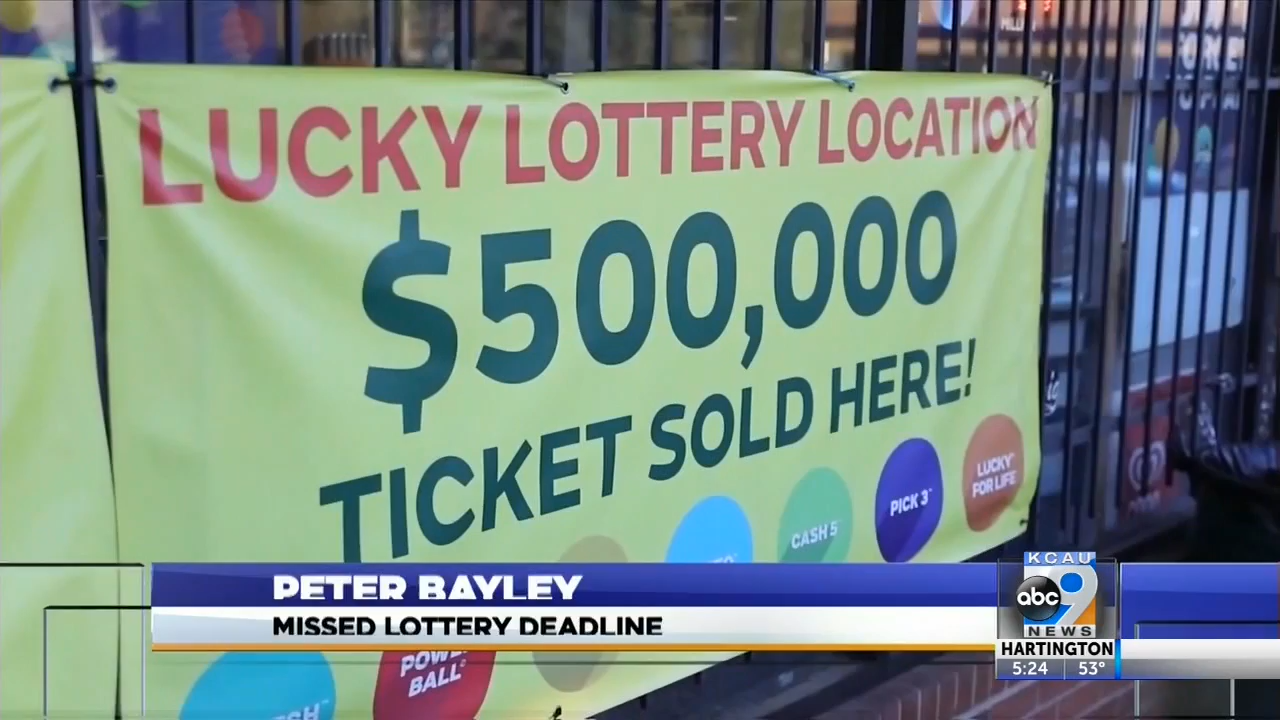 LUCKY LOTTERY LOCATION
$500,000
TICKET SOLD HERE!
LUCKY
FOR LIFE
PICK 3
CASH 5
POWER
BALL
PETER BAYLEY
MISSED LOTTERY DEADLINE
KCAU
abc 9
NEWS
HARTINGTON
5:24 53°